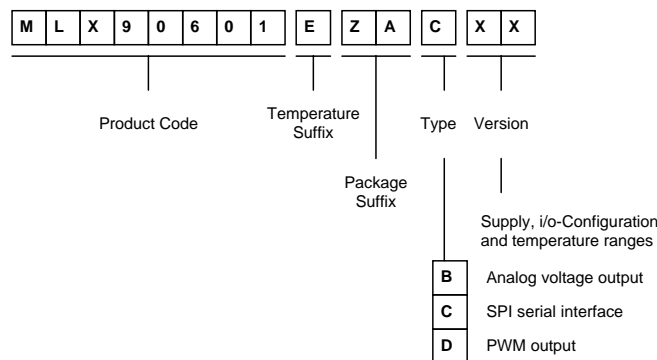 M L X 9 0 6 0 1 E Z A C X X
Product Code
Temperature
Suffix
Type
Version
Package
Suffix
Supply, i/o-Configuration
and temperature ranges
B Analog voltage output
C SPI serial interface
D PWM output